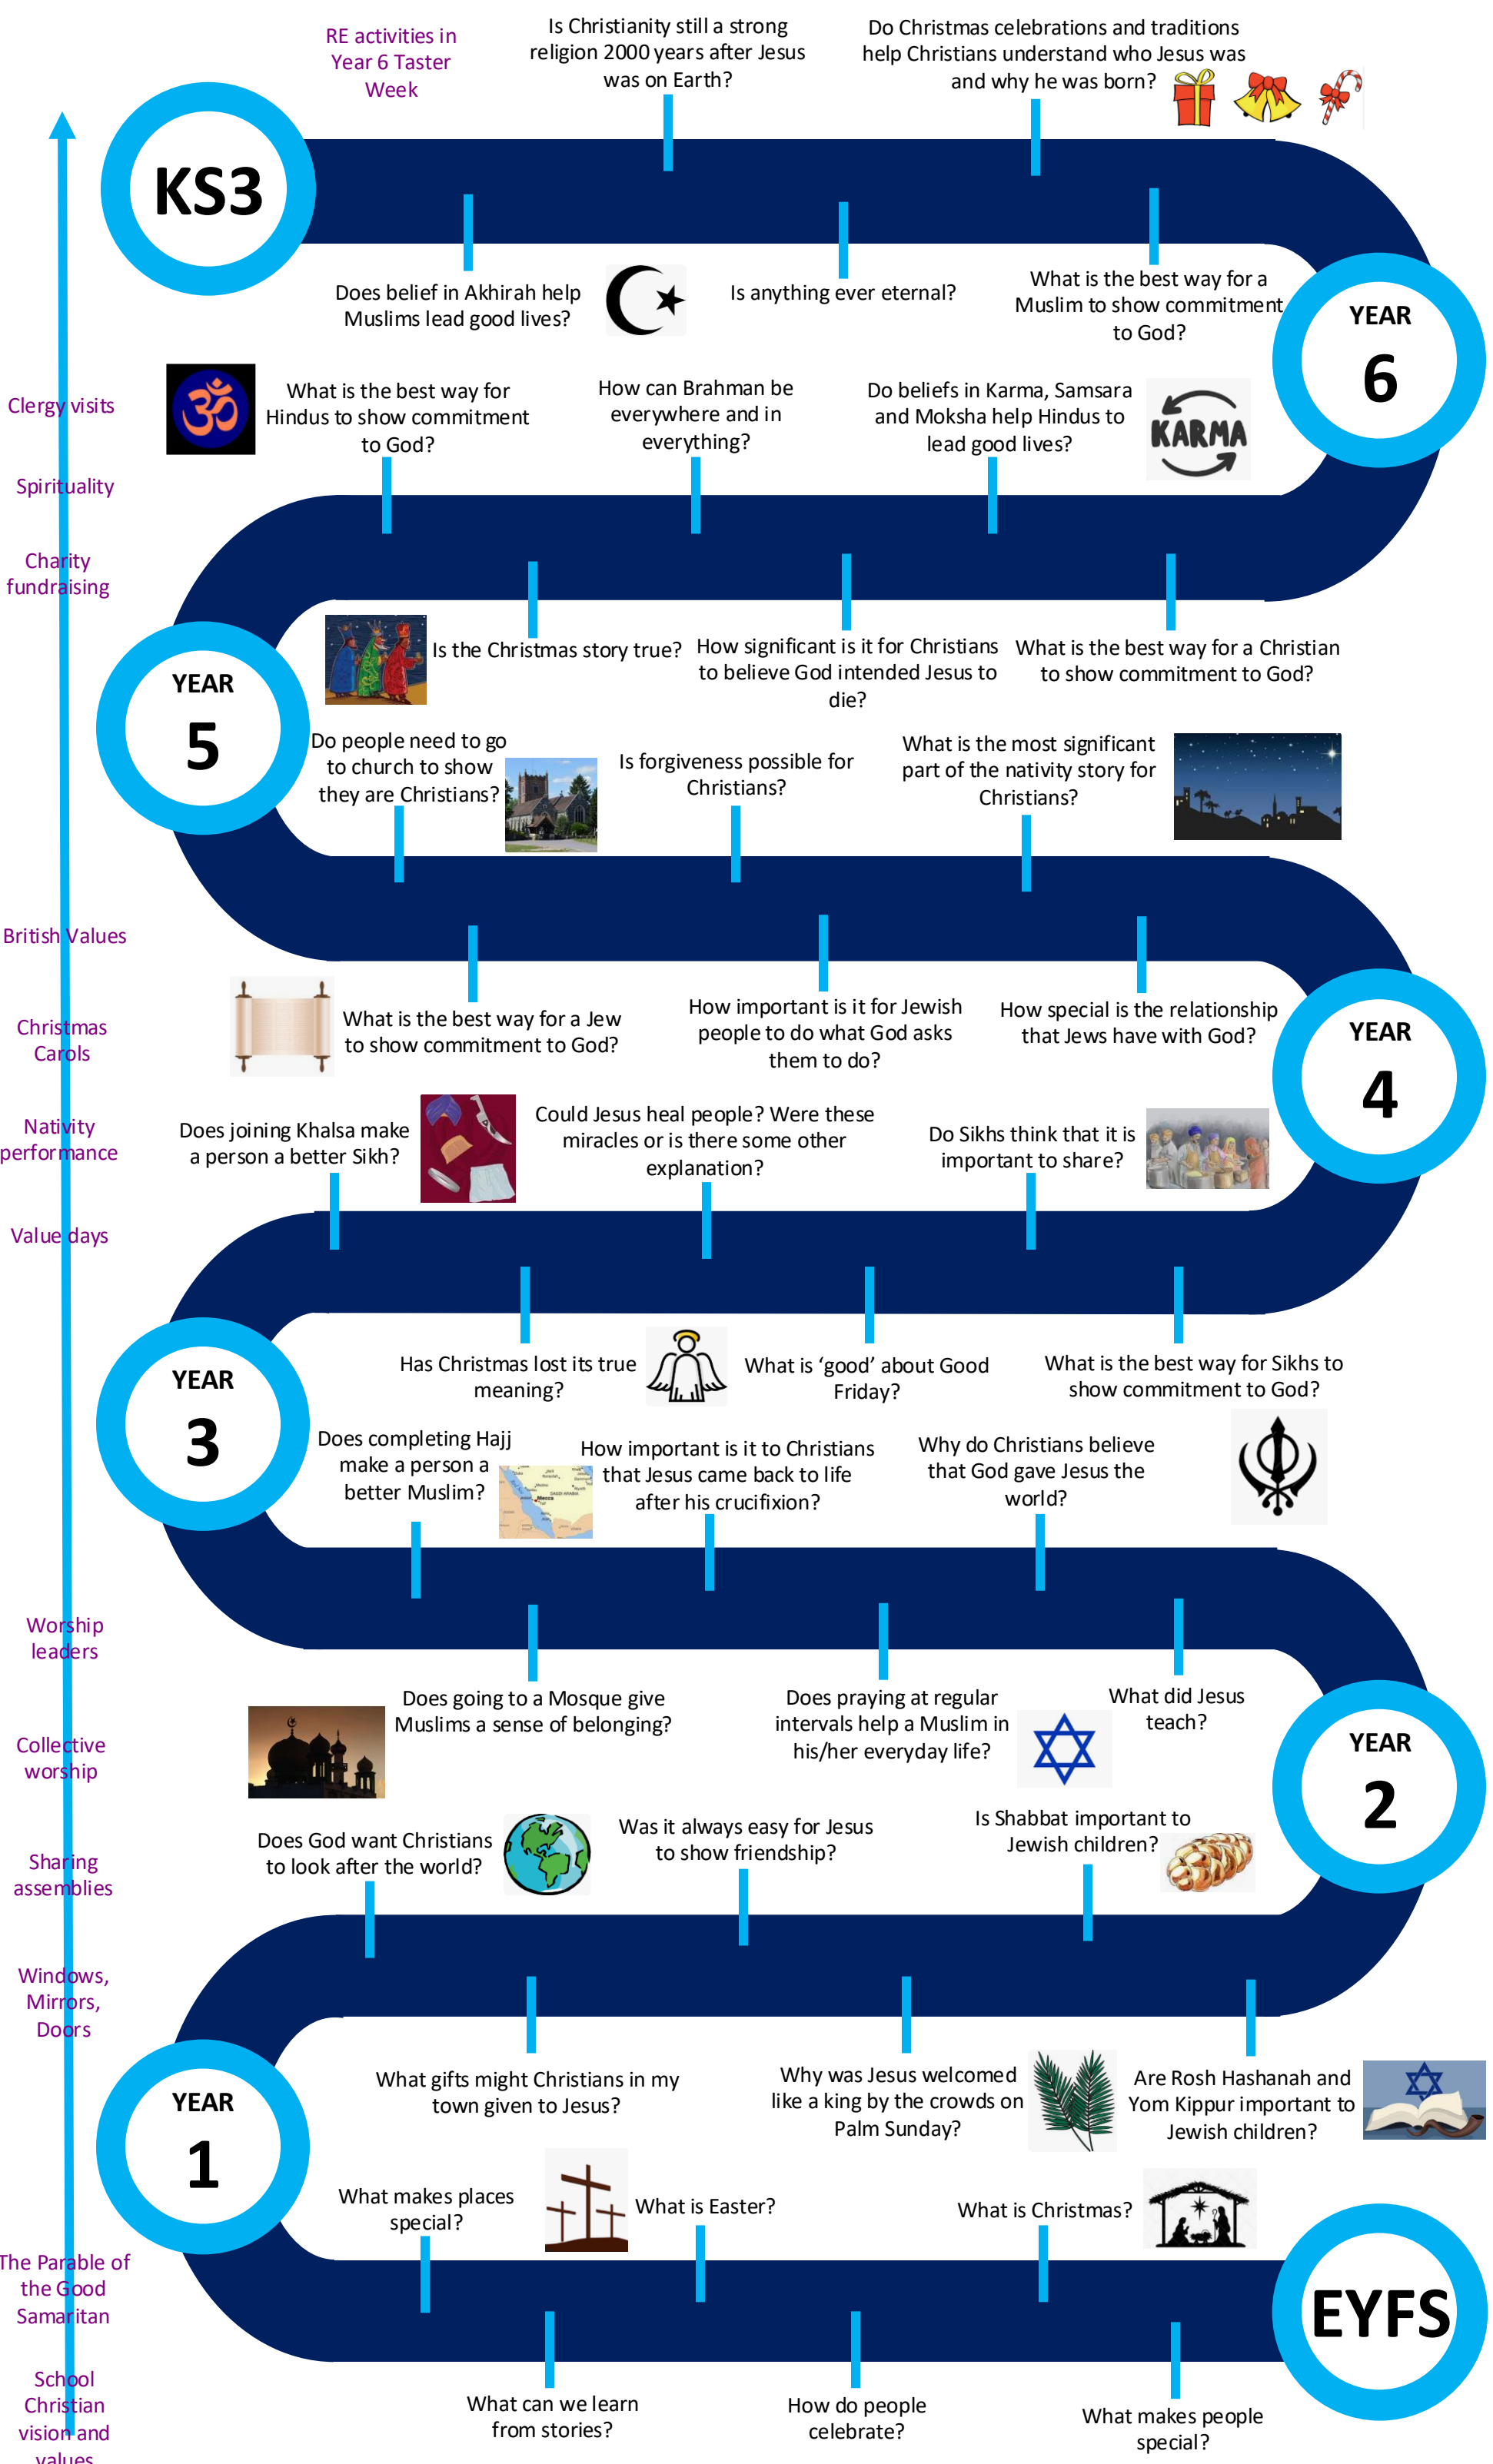 RE activities in
Year 6 Taster
Week
Is Christianity still a strong
religion 2000 years after Jesus
was on Earth?
Do Christmas celebrations and traditions
help Christians understand who Jesus was
and why he was born?
KS3
Does belief in Akhirah help
Muslims lead good lives?
Is anything ever eternal?
What is the best way for a
Muslim to show commitment
to God?
YEAR
6
Clergy visits
Spirituality
Charity
fundraising
What is the best way for
Hindus to show commitment
to God?
How can Brahman be
everywhere and in
everything?
Do beliefs in Karma, Samsara
and Moksha help Hindus to
lead good lives?
ॐ
KARMA
Is the Christmas story true?
How significant is it for Christians
to believe God intended Jesus to
die?
What is the best way for a Christian
to show commitment to God?
YEAR
5
Do people need to go
to church to show
they are Christians?
Is forgiveness possible for
Christians?
What is the most significant
part of the nativity story for
Christians?
British Values
Christmas
Carols
Nativity
performance
Value days
What is the best way for a Jew
to show commitment to God?
How important is it for Jewish
people to do what God asks
them to do?
How special is the relationship
that Jews have with God?
YEAR
4
Does joining Khalsa make
a person a better Sikh?
Could Jesus heal people? Were these
miracles or is there some other
explanation?
Do Sikhs think that it is
important to share?
Has Christmas lost its true
meaning?
What is ‘good’ about Good
Friday?
What is the best way for Sikhs to
show commitment to God?
YEAR
3
Does completing Hajj
make a person a
better Muslim?
Mecca
SAUDI ARABIA
How important is it to Christians
that Jesus came back to life
after his crucifixion?
Why do Christians believe
that God gave Jesus the
world?
Worship
leaders
Collective
worship
Sharing
assemblies
Windows,
Mirrors,
Doors
Does going to a Mosque give
Muslims a sense of belonging?
Does praying at regular
intervals help a Muslim in
his/her everyday life?
What did Jesus
teach?
YEAR
2
Does God want Christians
to look after the world?
Was it always easy for Jesus
to show friendship?
Is Shabbat important to
Jewish children?
What gifts might Christians in my
town given to Jesus?
Why was Jesus welcomed
like a king by the crowds on
Palm Sunday?
Are Rosh Hashanah and
Yom Kippur important to
Jewish children?
YEAR
1
What makes places
special?
What is Easter?
What is Christmas?
EYFS
The Parable of
the Good
Samaritan
School
Christian
vision and
values
What can we learn
from stories?
How do people
celebrate?
What makes people
special?